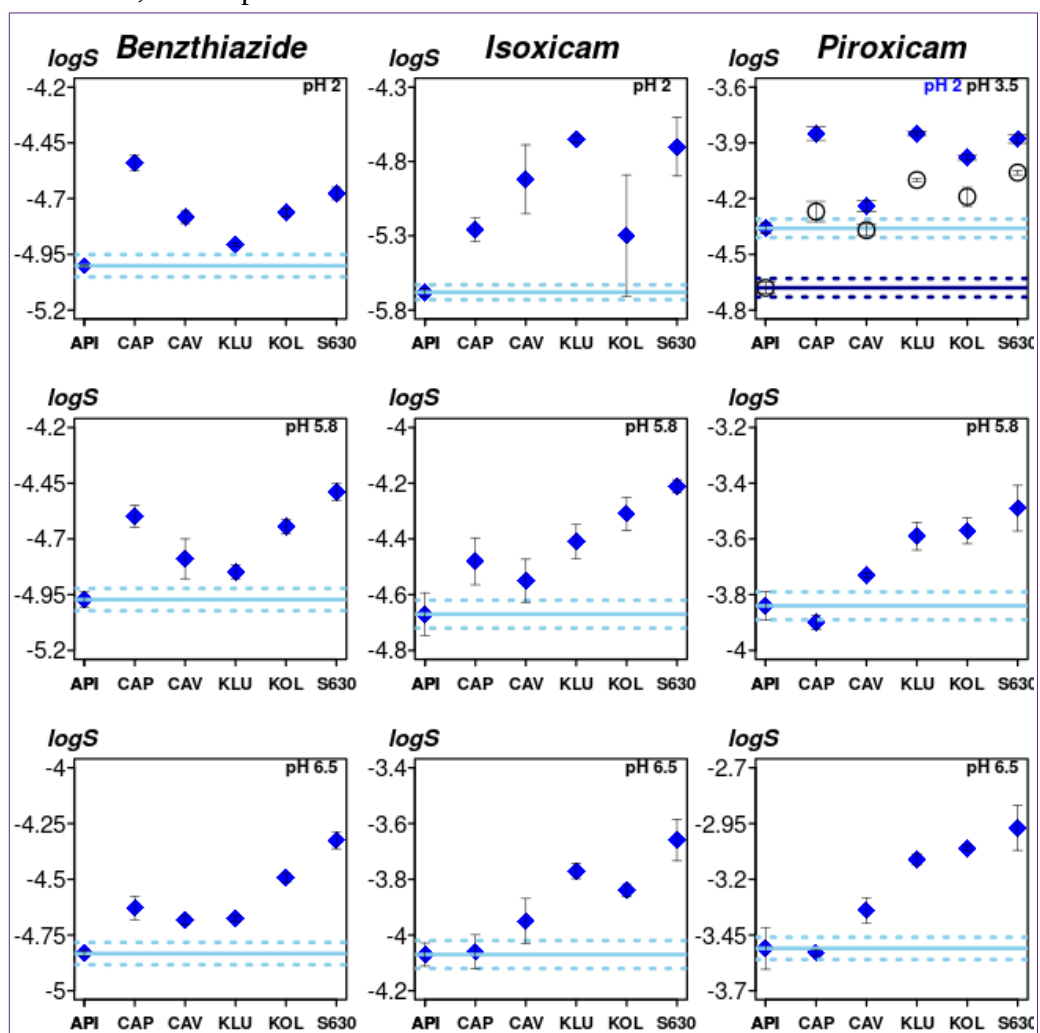 Benzthiazide
logS
pH 2
-4.2
-4.45
-4.7
-4.95
-5.2
API CAP CAV KLU KOL S630
Isoxicam
pH 2
-4.3
-4.8
-5.3
-5.8
API CAP CAV KLU KOL S630
Piroxicam
logS
pH 2 pH 3.5
-3.6
-3.9
-4.2
-4.5
-4.8
API CAP CAV KLU KOL S630
logS
pH 5.8
-4.2
-4.45
-4.7
-4.95
-5.2
API CAP CAV KLU KOL S630
logS
pH 5.8
-4
-4.2
-4.4
-4.6
-4.8
API CAP CAV KLU KOL S630
logS
pH 5.8
-3.2
-3.4
-3.6
-3.8
-4
API CAP CAV KLU KOL S630
logS
pH 6.5
-4
-4.25
-4.5
-4.75
-5
API CAP CAV KLU KOL S630
logS
pH 6.5
-3.4
-3.6
-3.8
-4
-4.2
API CAP CAV KLU KOL S630
logS
pH 6.5
-2.7
-2.95
-3.2
-3.45
-3.7
API CAP CAV KLU KOL S630